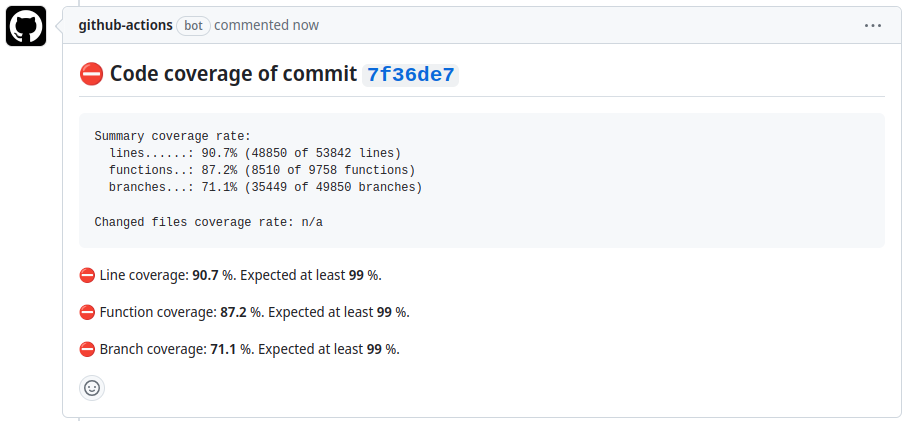 github-actions bot commented now
Code coverage of commit 7f36de7
Summary coverage rate:
  lines......: 90.7% (48850 of 53842 lines)
  functions..: 87.2% (8510 of 9758 functions)
  branches...: 71.1% (35449 of 49850 branches)
Changed files coverage rate: n/a
Line coverage: 90.7 %. Expected at least 99 %.
Function coverage: 87.2 %. Expected at least 99 %.
Branch coverage: 71.1 %. Expected at least 99 %.